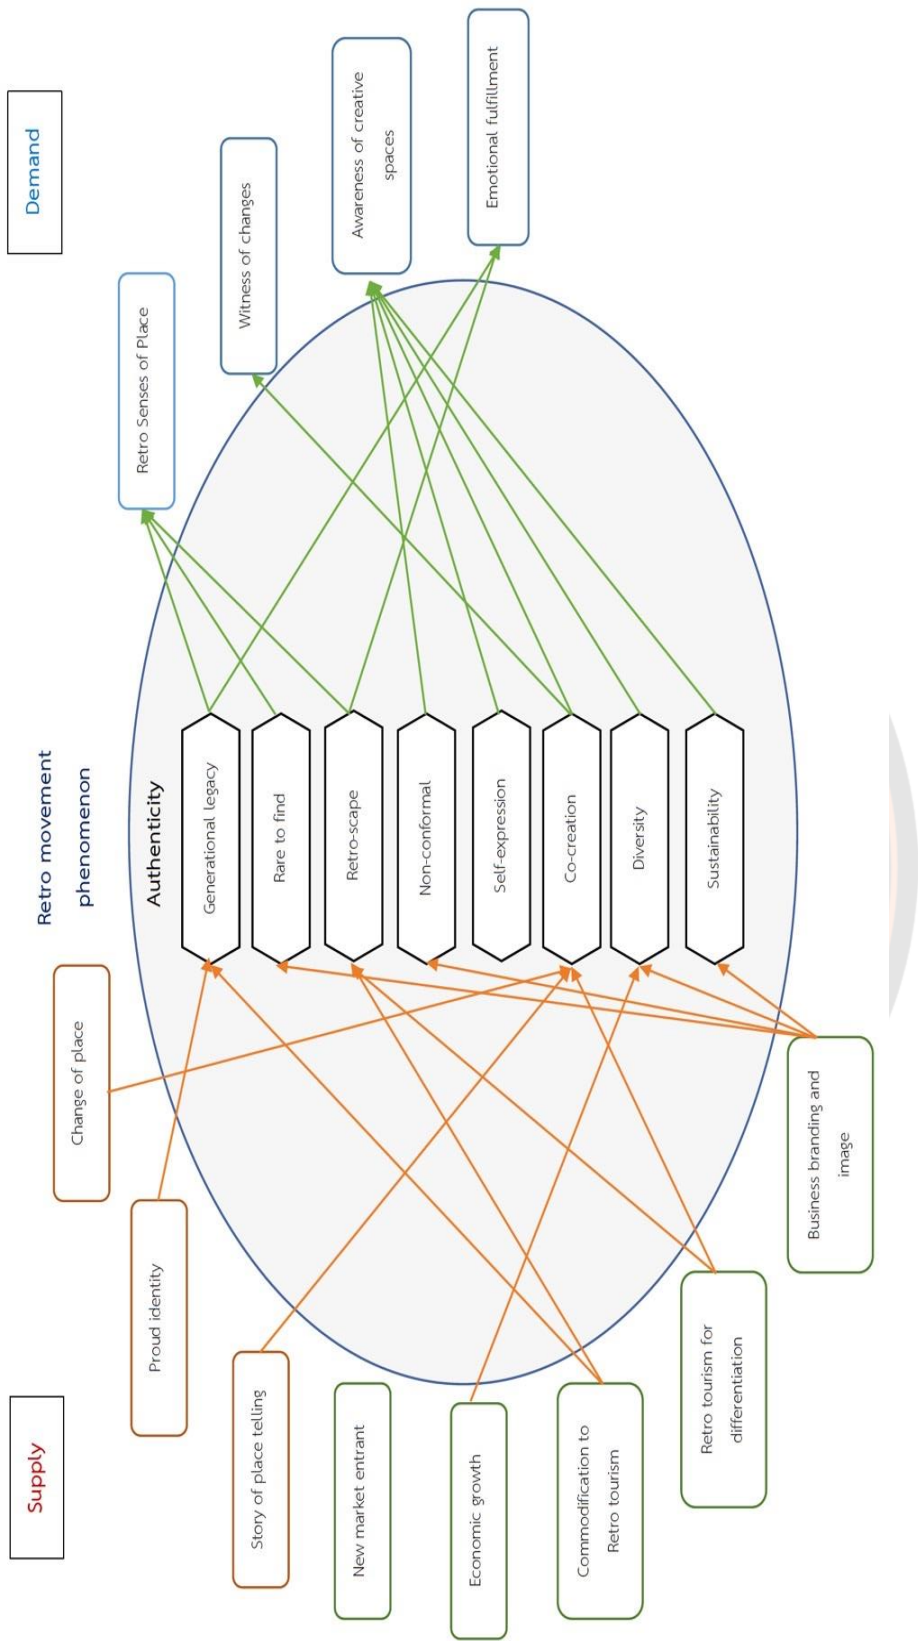 Supply
Retro movement
phenomenon
Demand
Change of place
Proud identity
Story of place telling
New market entrant
Economic growth
Commodification to
Retro tourism
Retro tourism for
differentiation
Business branding and
image
Authenticity
Generational legacy
Rare to find
Retro-scape
Non-conformal
Self-expression
Co-creation
Diversity
Sustainability
Retro Senses of Place
Witness of changes
Awareness of creative
spaces
Emotional fulfillment